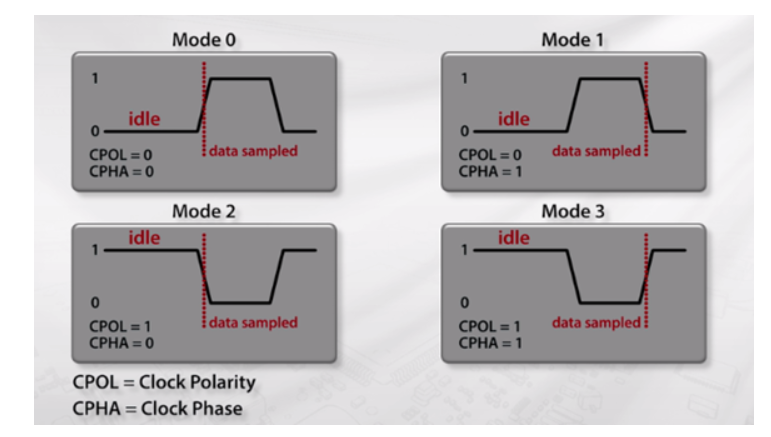 Mode 0
1
idle
0
data sampled
CPOL = 0
CPHA = 0
Mode 1
1
idle
0
data sampled
CPOL = 0
CPHA = 1
Mode 2
idle
1
0
data sampled
CPOL = 1
CPHA = 0
Mode 3
idle
1
0
data sampled
CPOL = 1
CPHA = 1
CPOL = Clock Polarity
CPHA = Clock Phase